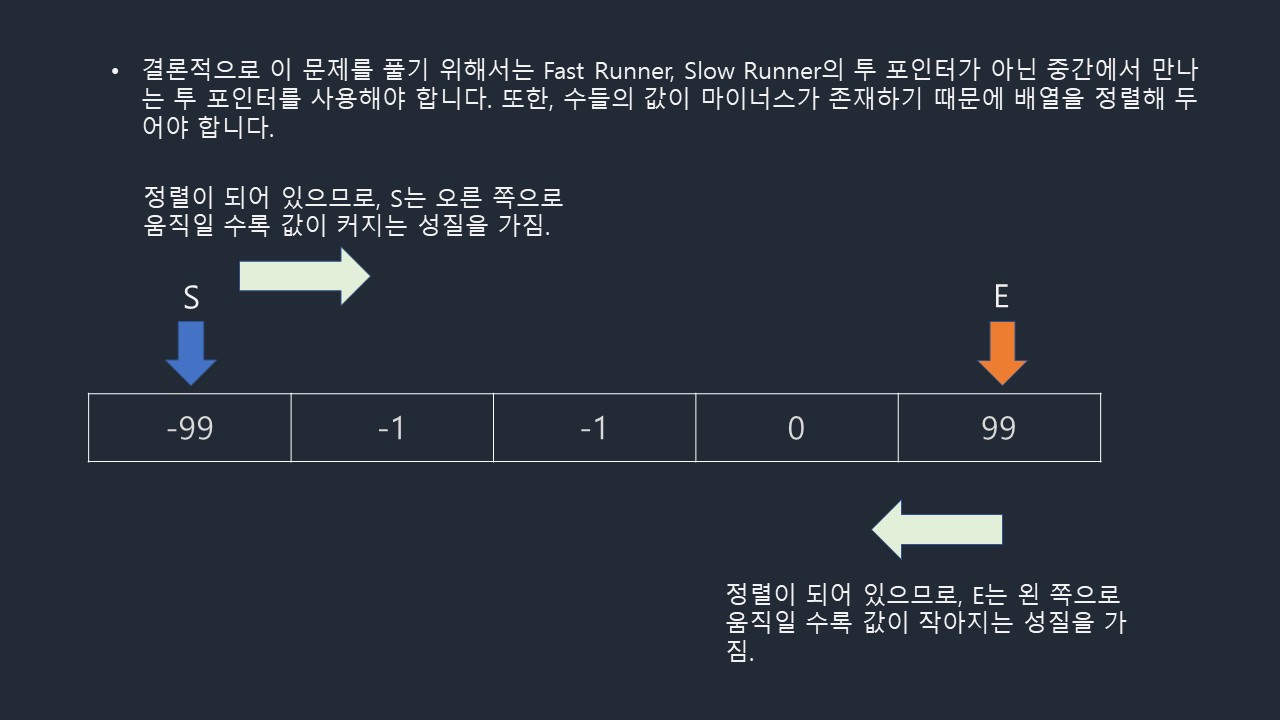 • 결론적으로 이 문제를 풀기 위해서는 Fast Runner, Slow Runner의 투 포인터가 아닌 중간에서 만나
는 투 포인터를 사용해야 합니다. 또한, 수들의 값이 마이너스가 존재하기 때문에 배열을 정렬해 두
어야 합니다.
정렬이 되어 있으므로, S는 오른 쪽으로
움직일 수록 값이 커지는 성질을 가짐.
S
E
-99 -1 -1 0 99
정렬이 되어 있으므로, E는 왼 쪽으로
움직일 수록 값이 작아지는 성질을 가
짐.